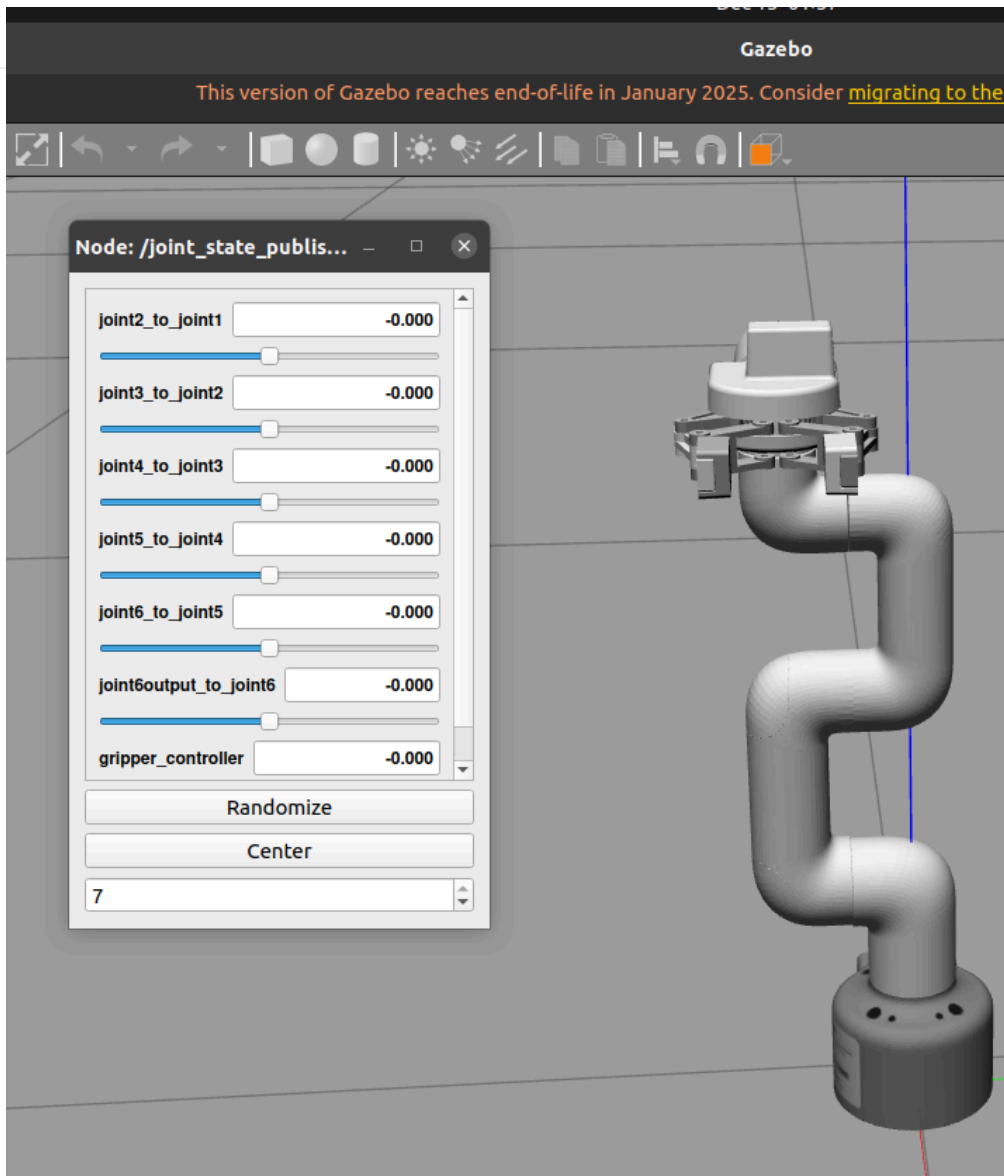 Gazebo
This version of Gazebo reaches end-of-life in January 2025. Consider migrating to the
Node: /joint_state_publis...
joint2_to_joint1 -0.000
joint3_to_joint2 -0.000
joint4_to_joint3 -0.000
joint5_to_joint4 -0.000
joint6_to_joint5 -0.000
joint6output_to_joint6 -0.000
gripper_controller -0.000
Randomize
Center
7